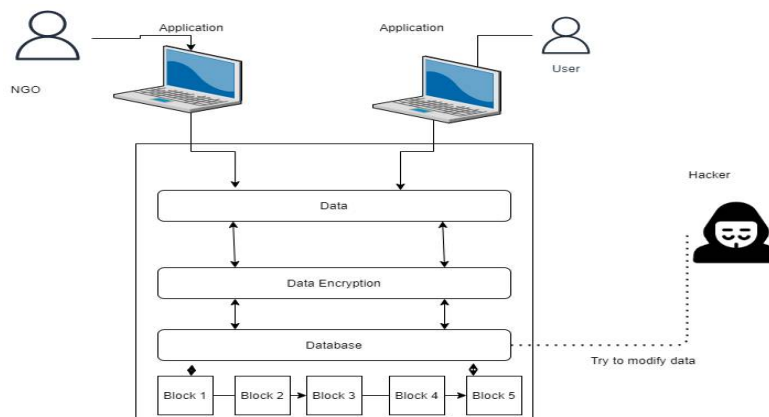 Application
Application
NGO
User
Hacker
Data
Data Encryption
Database
Try to modify data
Block 1
Block 2
Block 3
Block 4
Block 5